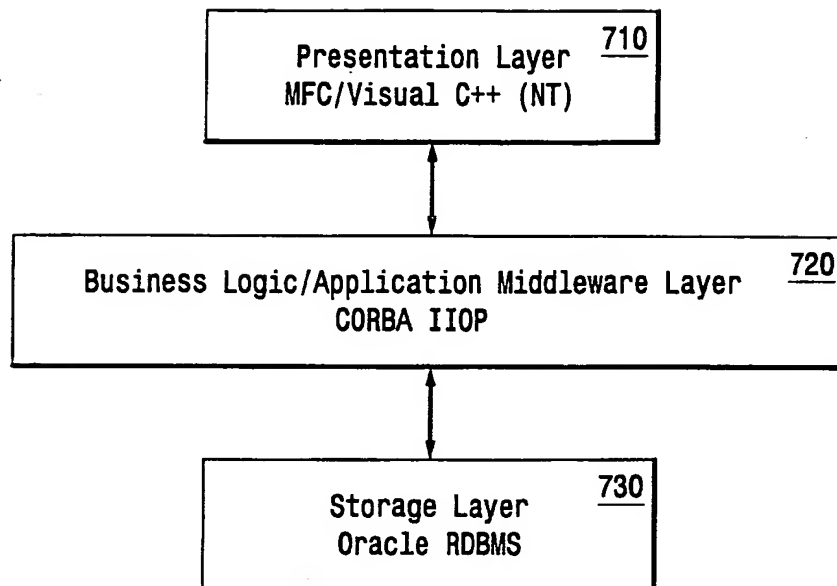 710
Presentation Layer
MFC/Visual C++ (NT)
720
Business Logic/Application Middleware Layer
CORBA IIOP
730
Storage Layer
Oracle RDBMS